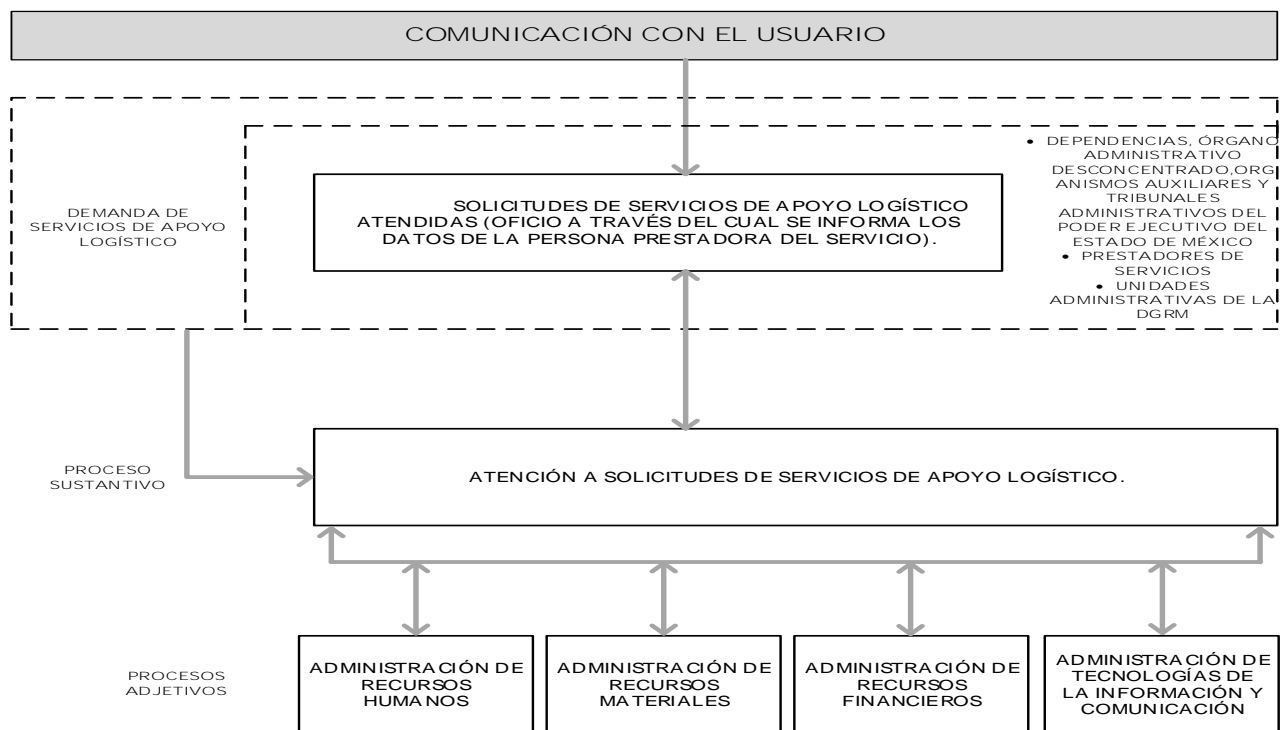 COMUNICACIÓN CON EL USUARIO
DEMANDA DE
SERVICIOS DE APOYO
LOGÍSTICO
SOLICITUDES DE SERVICIOS DE APOYO LOGÍSTICO
ATENDIDAS (OFICIO A TRAVÉS DEL CUAL SE INFORMA LOS
DATOS DE LA PERSONA PRESTADORA DEL SERVICIO).
• DEPENDENCIAS, ÓRGANO
ADMINISTRATIVO
DESCONCENTRADO,ORG
ANISMOS AUXILIARES Y
TRIBUNALES
ADMINISTRATIVOS DEL
PODER EJECUTIVO DEL
ESTADO DE MÉXICO
• PRESTADORES DE
SERVICIOS
• UNIDADES
ADMINISTRATIVAS DE LA
DGRM
PROCESO
SUSTANTIVO
ATENCIÓN A SOLICITUDES DE SERVICIOS DE APOYO LOGÍSTICO.
PROCESOS
ADJETIVOS
ADMINISTRACIÓN DE
RECURSOS
HUMANOS
ADMINISTRACIÓN DE
RECURSOS
MATERIALES
ADMINISTRACIÓN DE
RECURSOS
FINANCIEROS
ADMINISTRACIÓN DE
TECNOLOGÍAS DE
LA INFORMACIÓN Y
COMUNICACIÓN